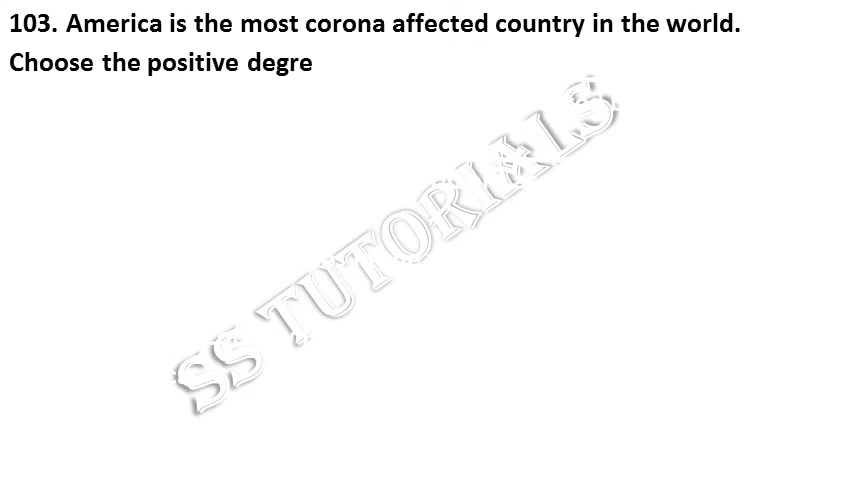 103. America is the most corona affected country in the world.
Choose the positive degre
SS TUTORIALS